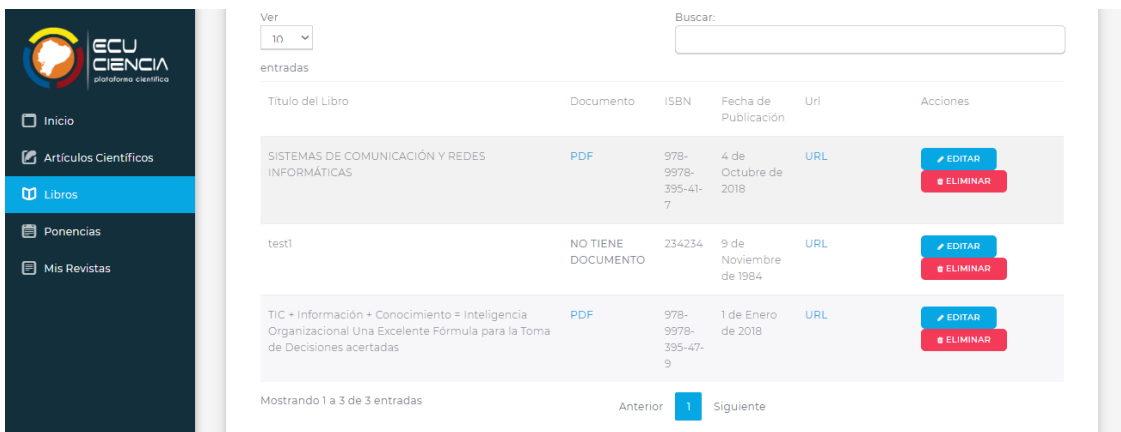 ECU
CIENCIA
plataforma científica
Inicio
Artículos Científicos
Libros
Ponencias
Mis Revistas
Ver
10
entradas
Buscar:
Título del Libro Documento ISBN Fecha de Url Acciones
Publicación
SISTEMAS DE COMUNICACIÓN Y REDES PDF 978- 4 de URL EDITAR
INFORMÁTICAS 9978- Octubre de ELIMINAR
395-41- 2018
7
test1 NO TIENE 234234 9 de URL EDITAR
DOCUMENTO Noviembre ELIMINAR
de 1984
TIC + Información + Conocimiento = Inteligencia PDF 978- 1 de Enero URL EDITAR
Organizacional Una Excelente Fórmula para la Toma 9978- de 2018 ELIMINAR
de Decisiones acertadas 395-47-
9
Mostrando 1 a 3 de 3 entradas
Anterior 1 Siguiente